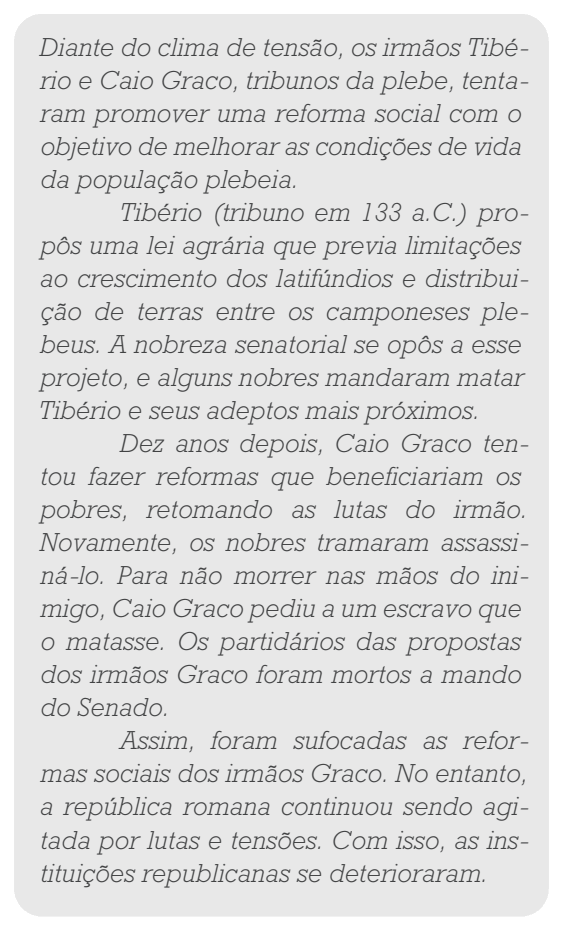 Diante do clima de tensão, os irmãos Tibé-
rio e Caio Graco, tribunos da plebe, tenta-
ram promover uma reforma social com o
objetivo de melhorar as condições de vida
da população plebeia.
Tibério (tribuno em 133 a.C.) pro-
pôs uma lei agrária que previa limitações
ao crescimento dos latifúndios e distribui-
ção de terras entre os camponeses ple-
beus. A nobreza senatorial se opôs a esse
projeto, e alguns nobres mandaram matar
Tibério e seus adeptos mais próximos.
Dez anos depois, Caio Graco ten-
tou fazer reformas que beneficiariam os
pobres, retomando as lutas do irmão.
Novamente, os nobres tramaram assassi-
ná-lo. Para não morrer nas mãos do ini-
migo, Caio Graco pediu a um escravo que
o matasse. Os partidários das propostas
dos irmãos Graco foram mortos a mando
do Senado.
Assim, foram sufocadas as refor-
mas sociais dos irmãos Graco. No entanto,
a república romana continuou sendo agi-
tada por lutas e tensões. Com isso, as ins-
tituições republicanas se deterioraram.